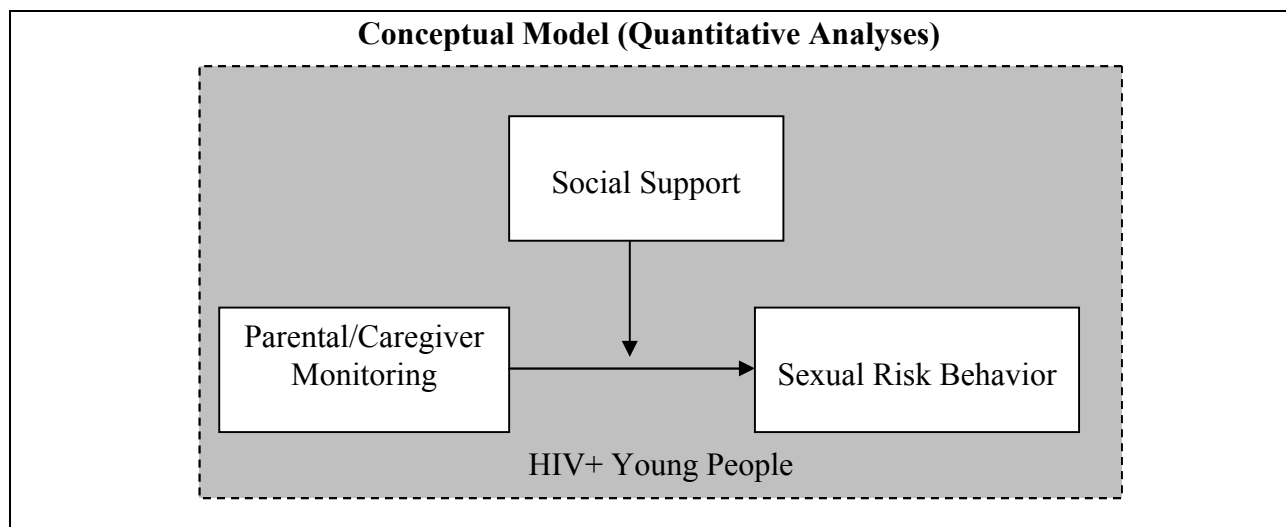 Conceptual Model (Quantitative Analyses)
Social Support
Parental/Caregiver
Monitoring
Sexual Risk Behavior
HIV+ Young People